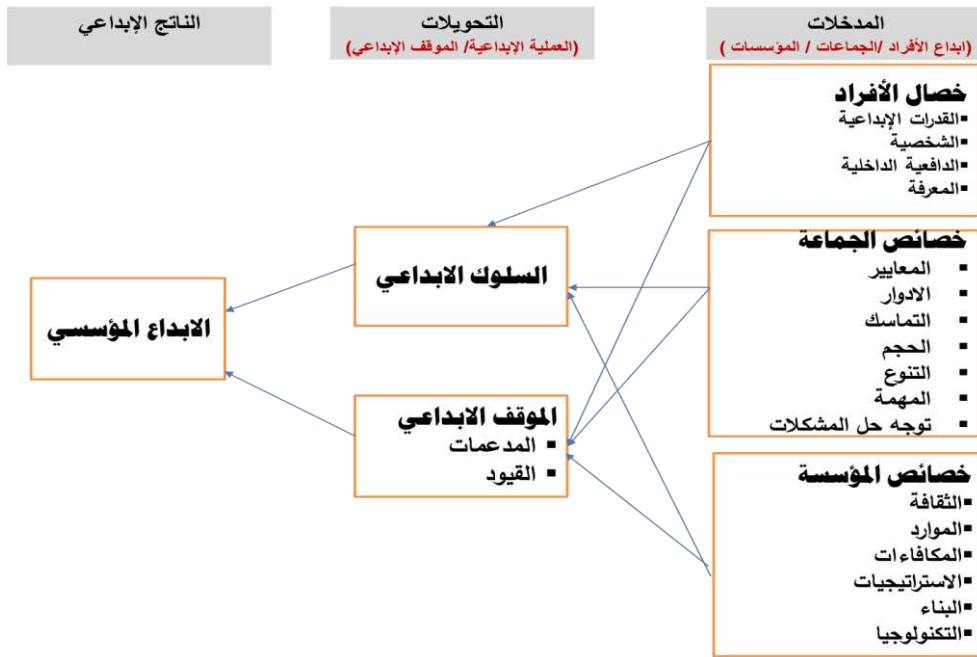 المدخلات
(ابداع الأفراد /الجماعات / المؤسسات )
التحويلات
(العملية الإبداعية/ الموقف الإبداعي)
الناتج الإبداعي
خصال الأفراد
▪القدرات الإبداعية
▪الشخصية
▪الدافعية الداخلية
▪المعرفة
خصائص الجماعة
▪ المعايير
▪ الادوار
▪ التماسك
▪ الحجم
▪ التنوع
▪ المهمة
▪ توجه حل المشكلات
خصائص المؤسسة
▪الثقافة
▪الموارد
▪المكافاءات
▪الاستراتيجيات
▪البناء
▪التكنولوجيا
السلوك الابداعي
الموقف الابداعي
▪ المدعمات
▪ القيود
الابداع المؤسسي